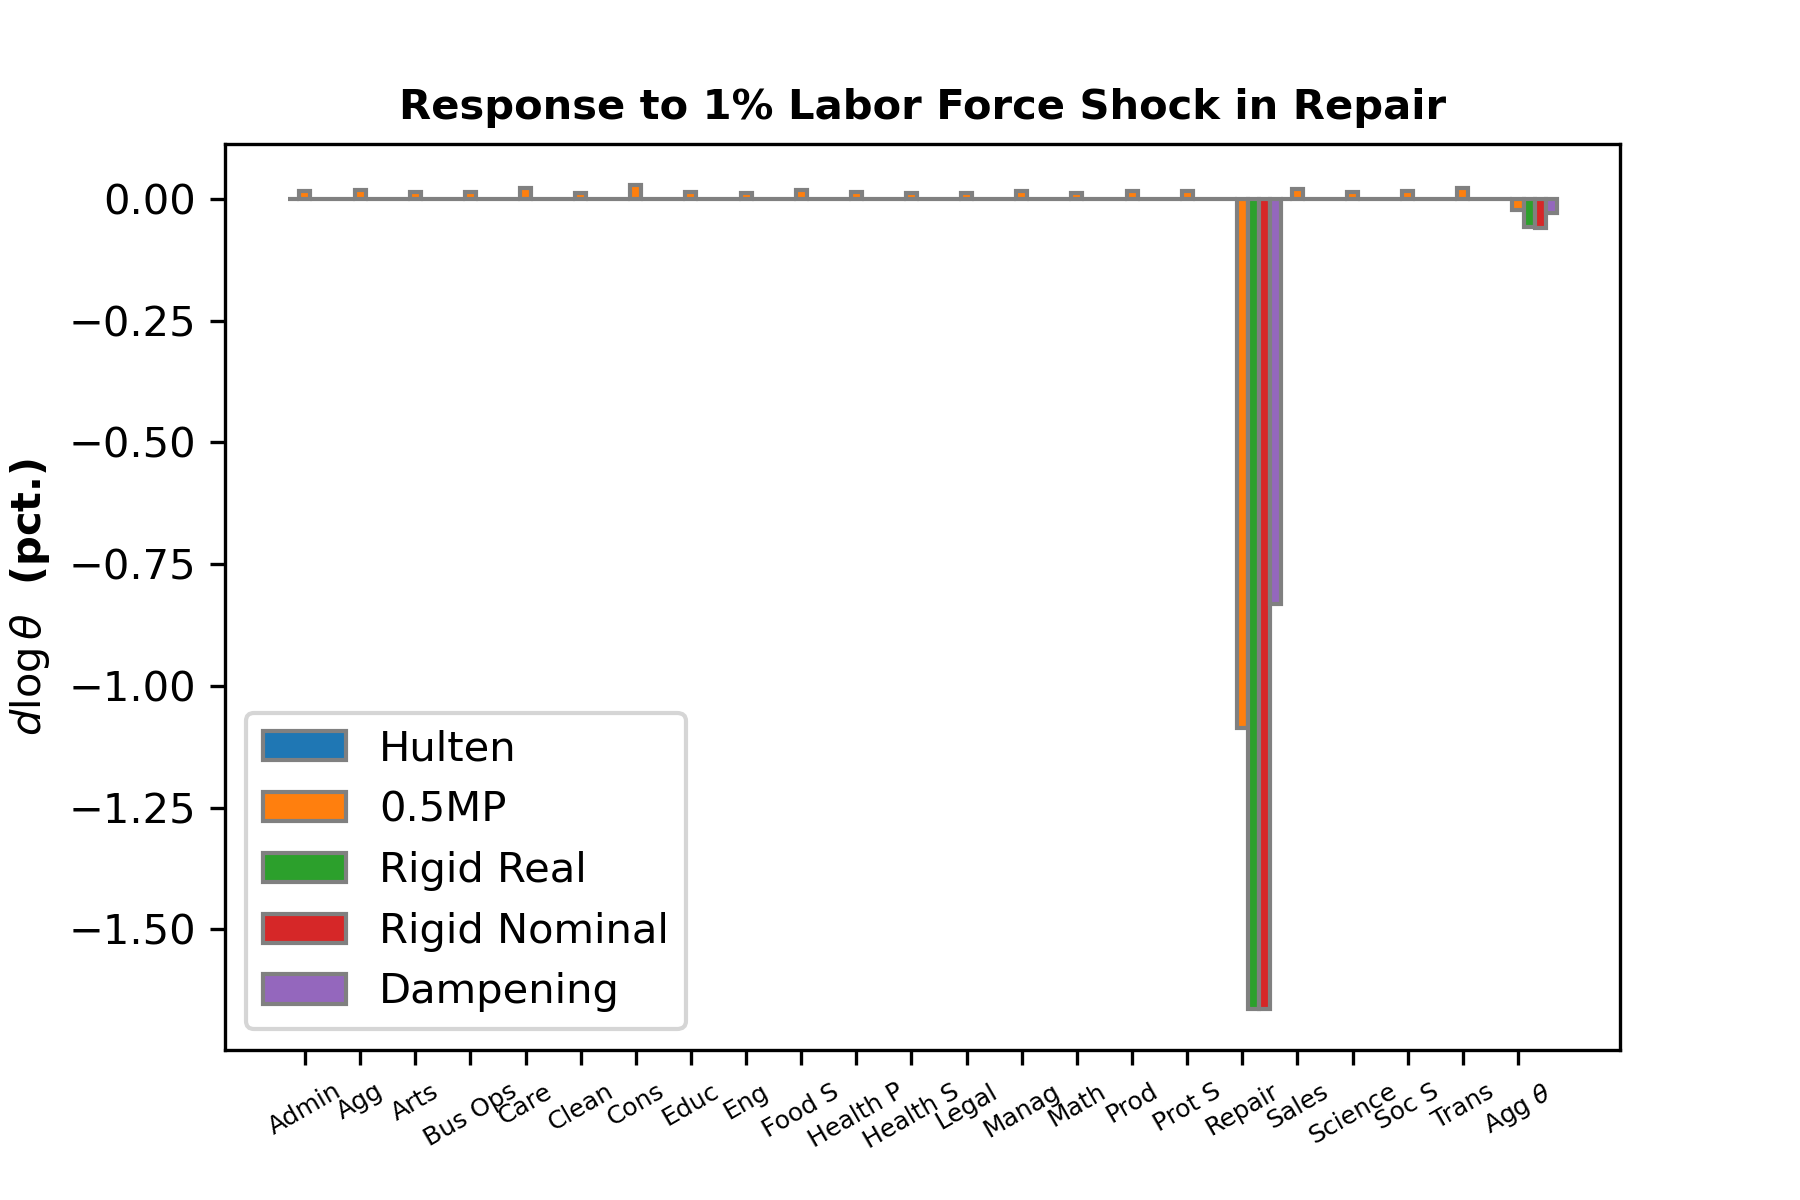 Response to 1% Labor Force Shock in Repair
d log θ (pct.)
0.00
−0.25
−0.50
−0.75
−1.00
−1.25
−1.50
Hulten
0.5MP
Rigid Real
Rigid Nominal
Dampening
Admin
Agg
Arts
Bus Ops
Care
Clean
Cons
Educ
Eng
Food S
Health P
Health S
Legal
Manag
Math
Prod
Prot S
Repair
Sales
Science
Soc S
Trans
Agg θ